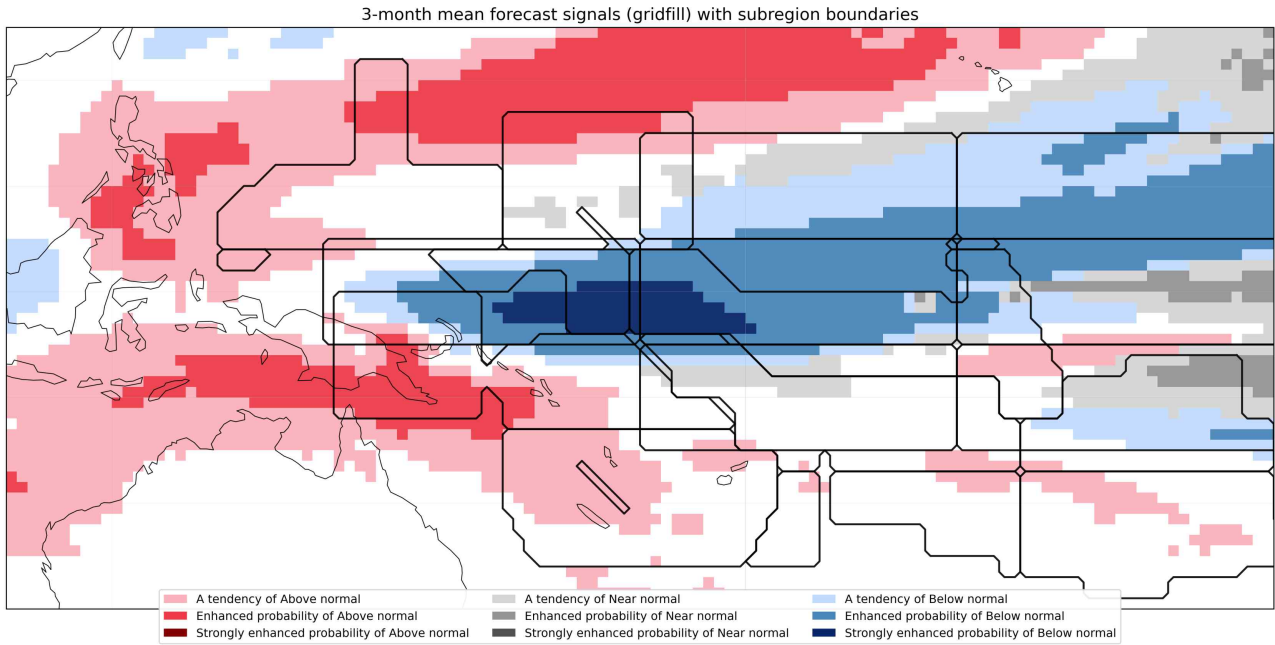 3-month mean forecast signals (gridfill) with subregion boundaries
A tendency of Above normal
Enhanced probability of Above normal
Strongly enhanced probability of Above normal
A tendency of Near normal
Enhanced probability of Near normal
Strongly enhanced probability of Near normal
A tendency of Below normal
Enhanced probability of Below normal
Strongly enhanced probability of Below normal